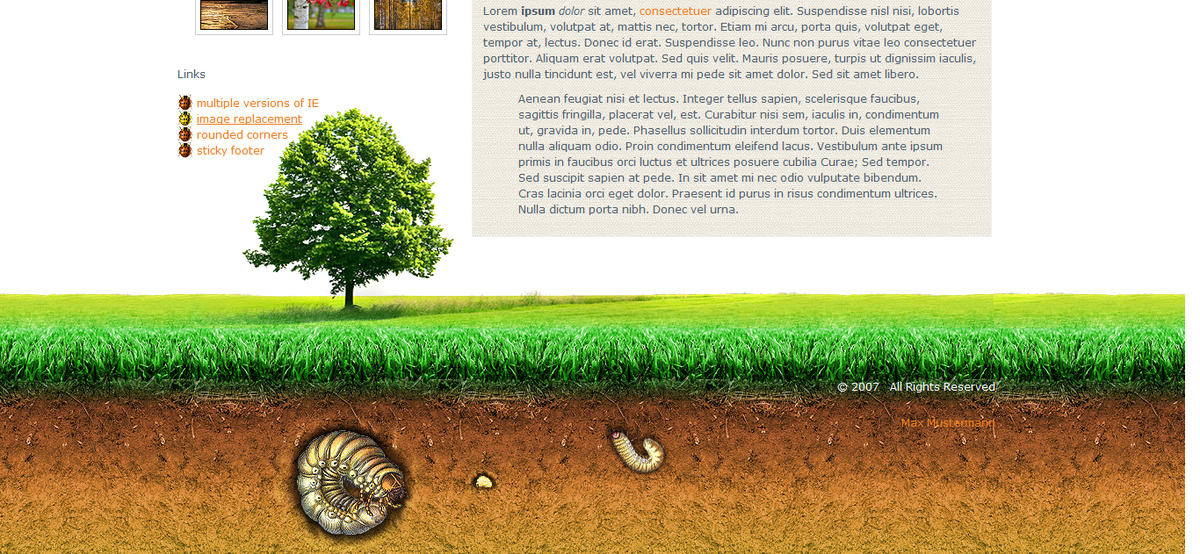 Links
multiple versions of IE
image replacement
rounded corners
sticky footer
Lorem ipsum dolor sit amet, consectetuer adipiscing elit. Suspendisse nisl nisi, lobortis
vestibulum, volutpat at, mattis nec, tortor. Etiam mi arcu, porta quis, volutpat eget,
tempor at, lectus. Donec id erat. Suspendisse leo. Nunc non purus vitae leo consectetuer
porttitor. Aliquam erat volutpat. Sed quis velit. Mauris posuere, turpis ut dignissim iaculis,
justo nulla tincidunt est, vel viverra mi pede sit amet dolor. Sed sit amet libero.
Aenean feugiat nisi et lectus. Integer tellus sapien, scelerisque faucibus,
sagittis fringilla, placerat vel, est. Curabitur nisi sem, iaculis in, condimentum
ut, gravida in, pede. Phasellus sollicitudin interdum tortor. Duis elementum
nulla aliquam odio. Proin condimentum eleifend lacus. Vestibulum ante ipsum
primis in faucibus orci luctus et ultrices posuere cubilia Curae; Sed tempor.
Sed suscipit sapien at pede. In sit amet mi nec odio vulputate bibendum.
Cras lacinia orci eget dolor. Praesent id purus in risus condimentum ultrices.
Nulla dictum porta nibh. Donec vel urna.
© 2007 All Rights Reserved
Max Mustermann